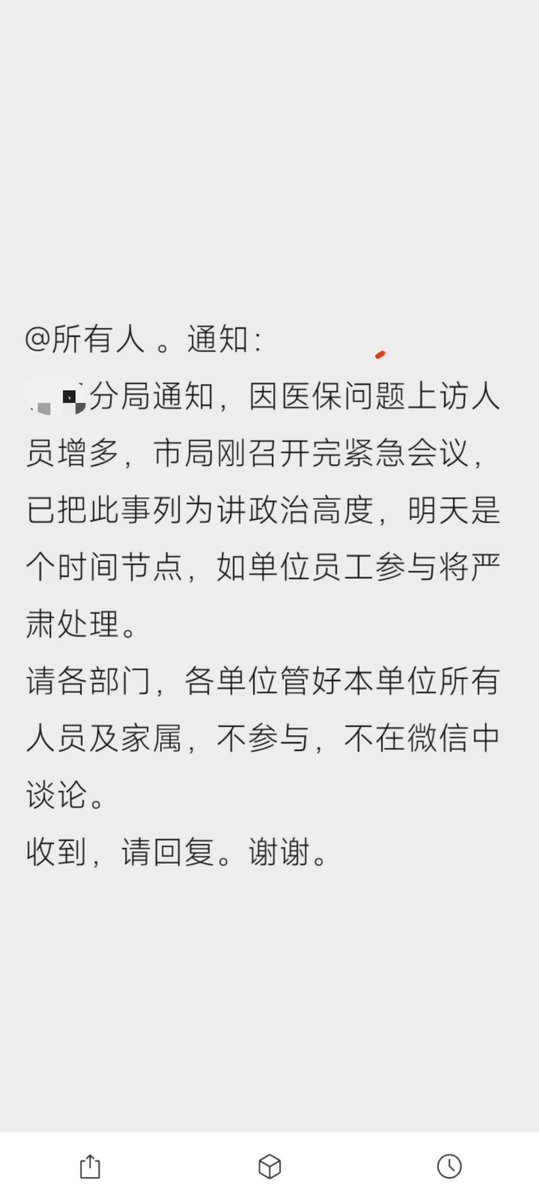 @所有人 。通知：
分局通知，因医保问题上访人
员增多，市局刚召开完紧急会议，
已把此事列为讲政治高度，明天是
个时间节点，如单位员工参与将严
肃处理。
请各部门，各单位管好本单位所有
人员及家属，不参与，不在微信中
谈论。
收到，请回复。谢谢。